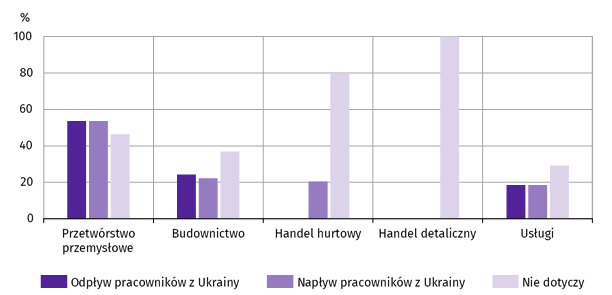 %
100
80
60
40
20
0
Przetwórstwo
przemysłowe
Budownictwo
Handel hurtowy
Handel detaliczny
Usługi
Odpływ pracowników z Ukrainy
Napływ pracowników z Ukrainy
Nie dotyczy